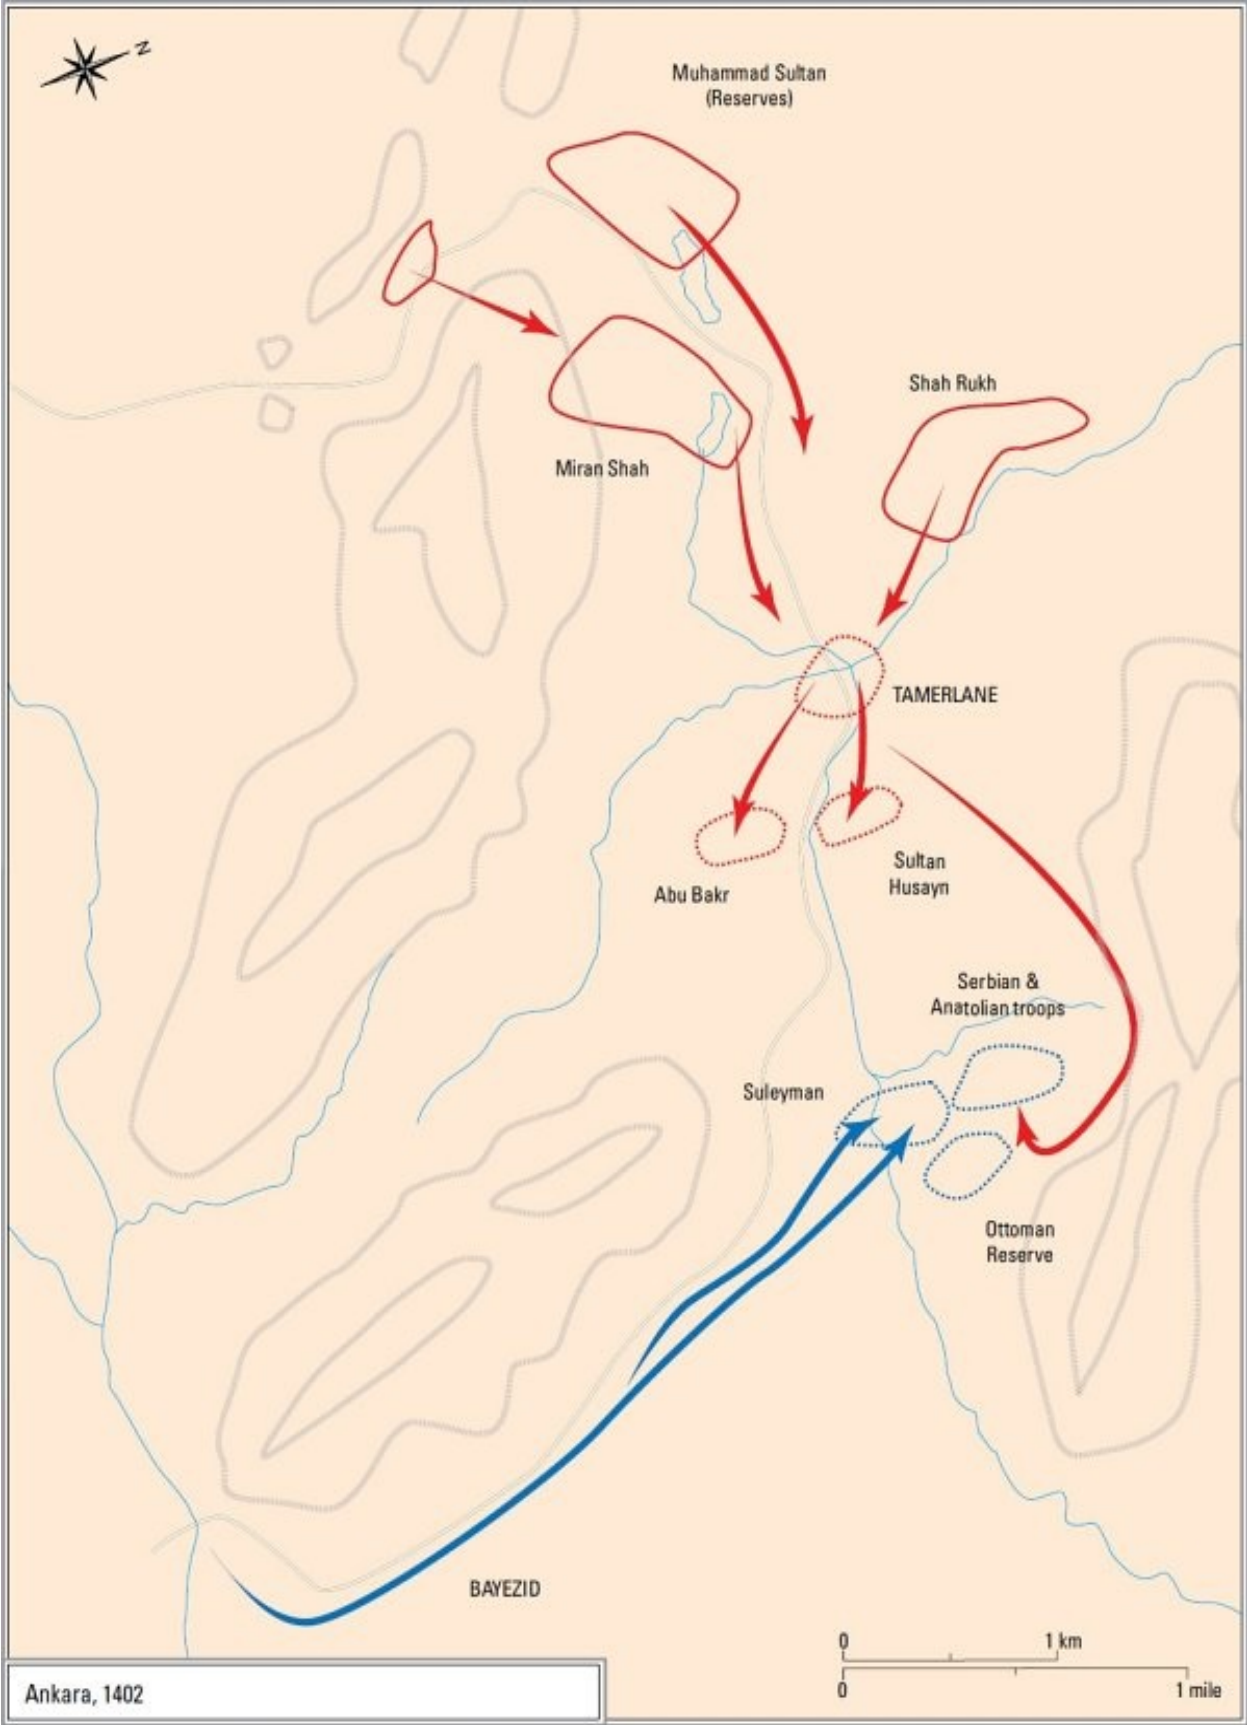 N
Muhammad Sultan
(Reserves)
Shah Rukh
Miran Shah
TAMERLANE
Sultan
Husayn
Abu Bakr
Serbian &
Anatolian troops
Suleyman
Ottoman
Reserve
BAYEZID
0 1 km
0 1 mile
Ankara, 1402